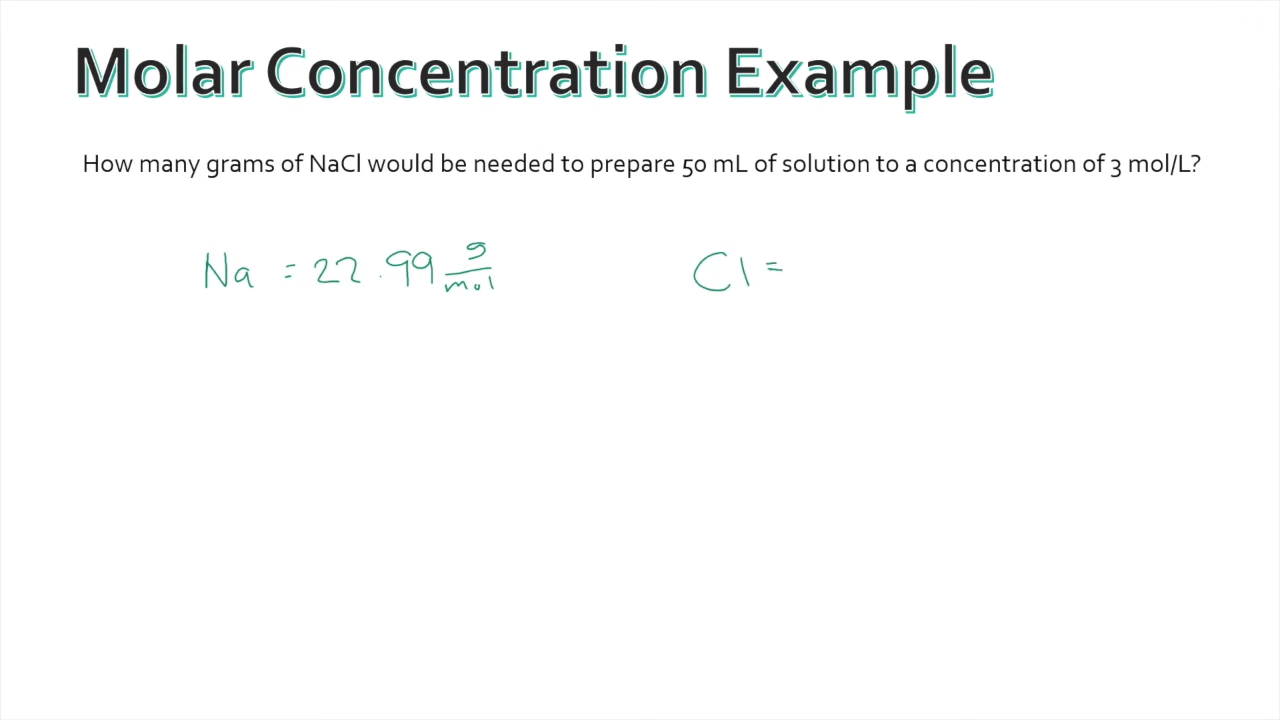 Molar Concentration Example
How many grams of NaCl would be needed to prepare 50 mL of solution to a concentration of 3 mol/L?
Na = 22.99 g/mol Cl =